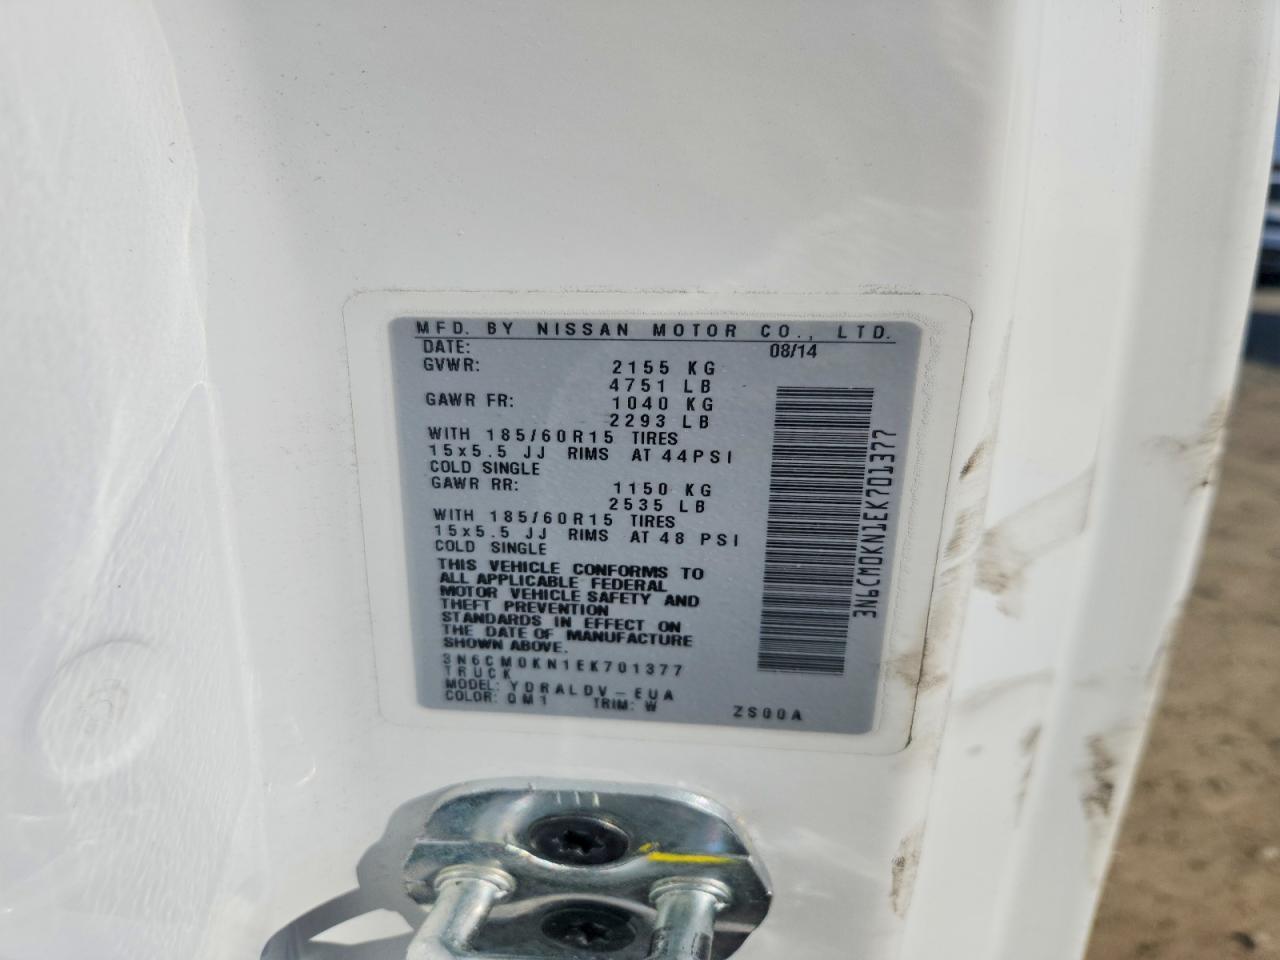 MFD. BY NISSAN MOTOR CO., LTD.
DATE: 08/14
GVWR: 2155 KG
4751 LB
GAWR FR: 1040 KG
2293 LB
WITH 185/60R15 TIRES
15x5.5 JJ RIMS AT 44PSI
COLD SINGLE
GAWR RR: 1150 KG
2535 LB
WITH 185/60R15 TIRES
15x5.5 JJ RIMS AT 48 PSI
COLD SINGLE
THIS VEHICLE CONFORMS TO
ALL APPLICABLE FEDERAL
MOTOR VEHICLE SAFETY AND
THEFT PREVENTION
STANDARDS IN EFFECT ON
THE DATE OF MANUFACTURE
SHOWN ABOVE.
3N6CM0KN1EK701377
TRUCK
MODEL: YDRALDV-EUA
COLOR: QM1 TRIM: W ZS00A
3N6CM0KN1EK701377